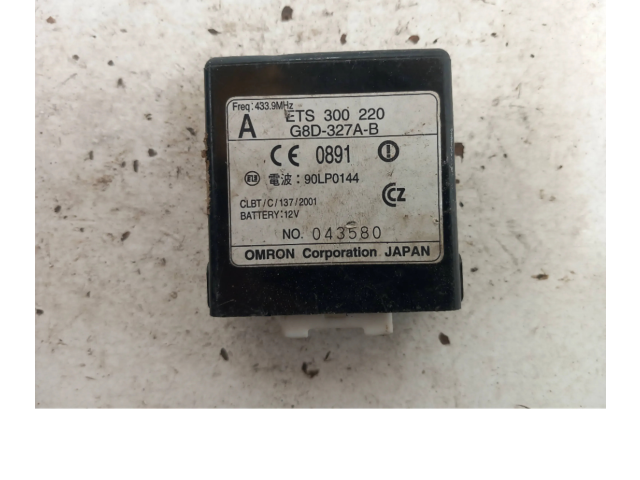 Freq:433.9MHz
A ETS 300 220
G8D-327A-B
CE 0891
電波:90LP0144
CLBT/C/137/2001
BATTERY:12V
NO. 043580
OMRON Corporation JAPAN